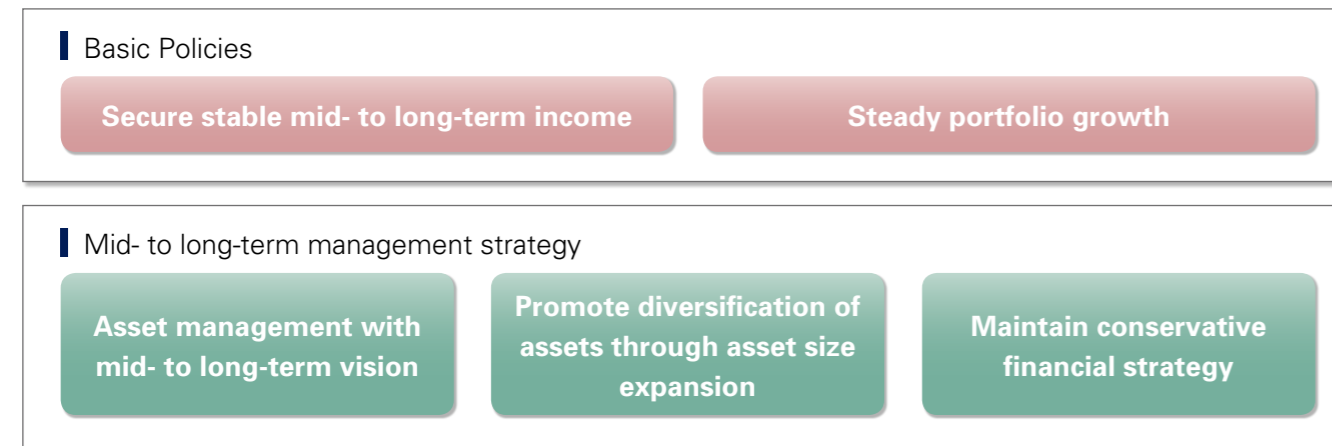 Basic Policies
Secure stable mid- to long-term income
Steady portfolio growth
Mid- to long-term management strategy
Asset management with
mid- to long-term vision
Promote diversification of
assets through asset size
expansion
Maintain conservative
financial strategy